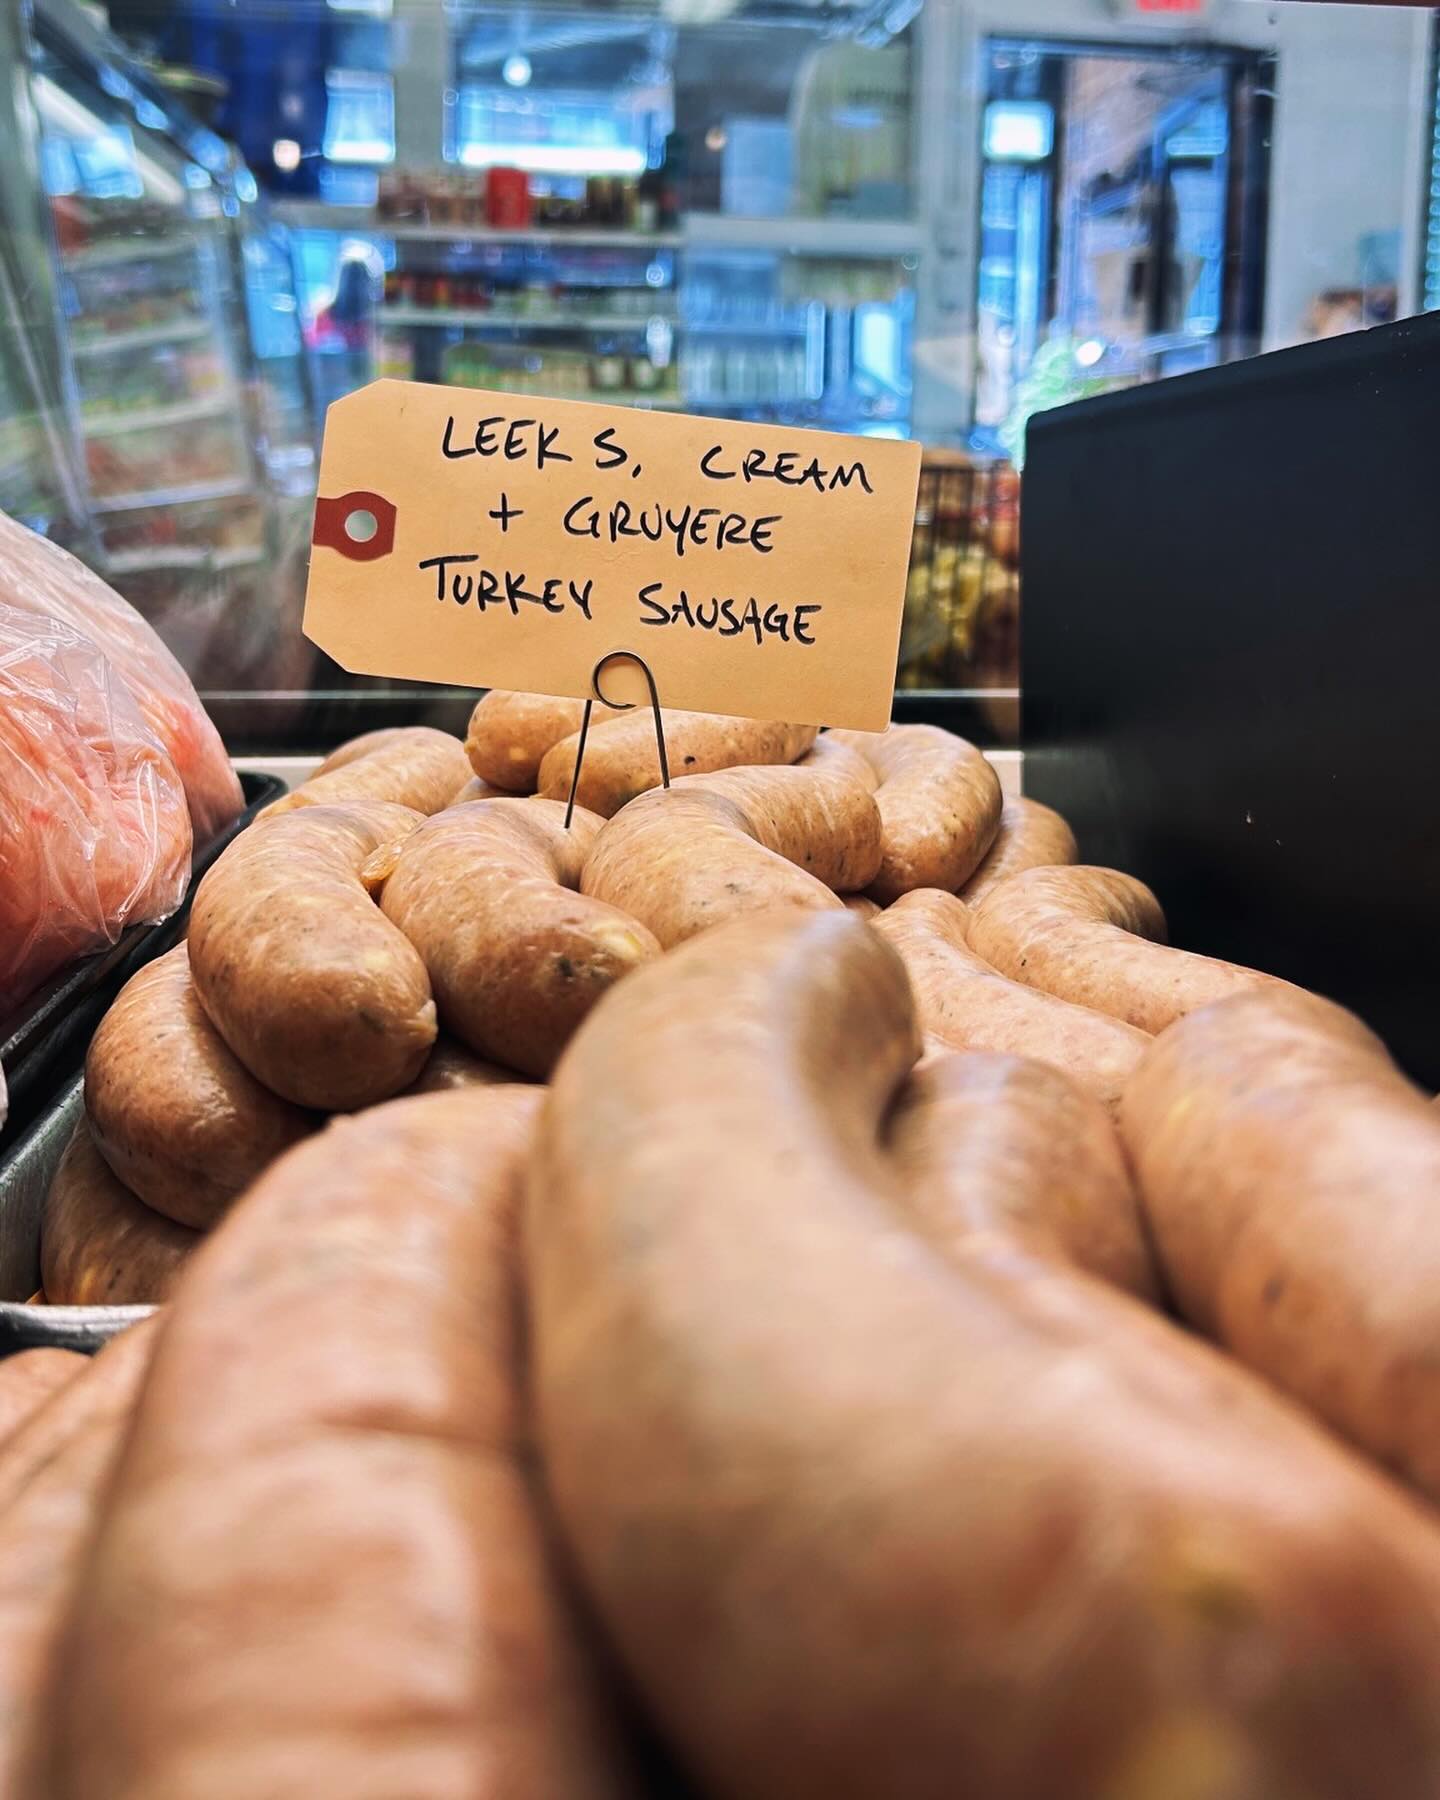 LEEKS, CREAM
+ GRUYERE
TURKEY SAUSAGE